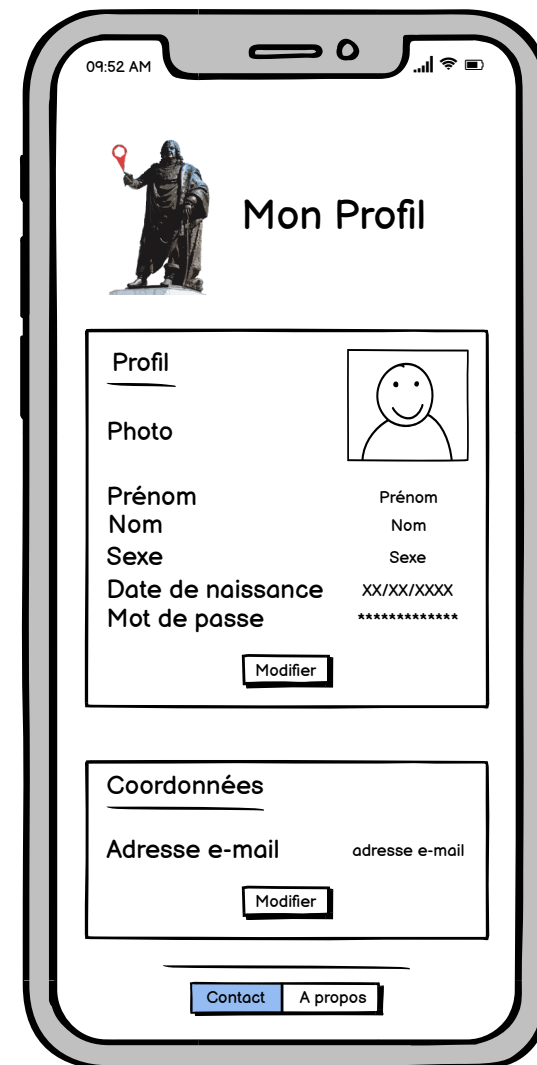 09:52 AM
Mon Profil
Profil
Photo
Prénom Prénom
Nom Nom
Sexe Sexe
Date de naissance XX/XX/XXXX
Mot de passe *************
Modifier
Coordonnées
Adresse e-mail adresse e-mail
Modifier
Contact A propos